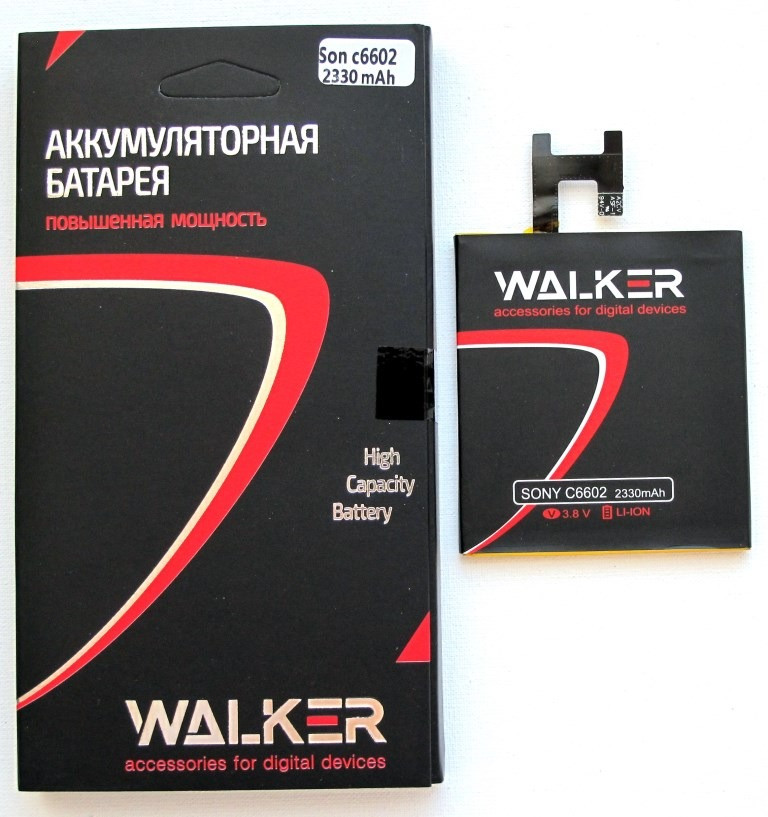 Son c6602
2330 mAh
АККУМУЛЯТОРНАЯ
БАТАРЕЯ
повышенная мощность
High
Capacity
Battery
WALKER
accessories for digital devices
WALKER
accessories for digital devices
SONY C6602 2330mAh
V 3.8 V LI-ION